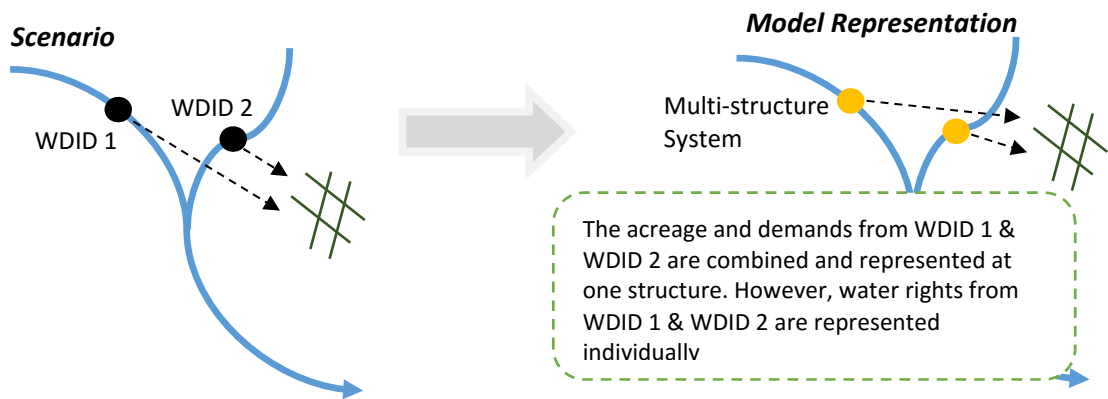 Scenario
WDID 2
WDID 1
Model Representation
Multi-structure
System
The acreage and demands from WDID 1 &
WDID 2 are combined and represented at
one structure. However, water rights from
WDID 1 & WDID 2 are represented
individually